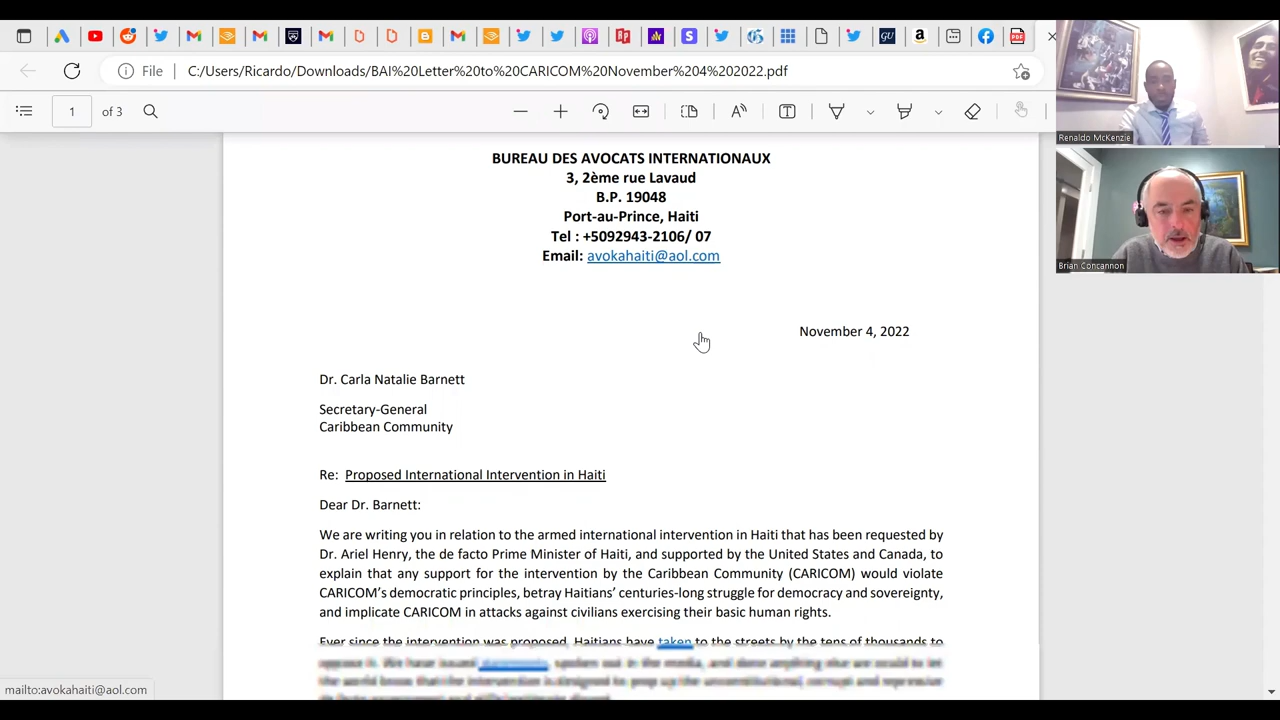 File
C:/Users/Ricardo/Downloads/BAI%20Letter%20to%20CARICOM%20November%204%202022.pdf
1 of 3
Renaldo McKenzie
Brian Concannon
BUREAU DES AVOCATS INTERNATIONAUX
3, 2ème rue Lavaud
B.P. 19048
Port-au-Prince, Haiti
Tel : +5092943-2106/ 07
Email: avokahaiti@aol.com
November 4, 2022
Dr. Carla Natalie Barnett
Secretary-General
Caribbean Community
Re: Proposed International Intervention in Haiti
Dear Dr. Barnett:
We are writing you in relation to the armed international intervention in Haiti that has been requested by
Dr. Ariel Henry, the de facto Prime Minister of Haiti, and supported by the United States and Canada, to
explain that any support for the intervention by the Caribbean Community (CARICOM) would violate
CARICOM's democratic principles, betray Haitians' centuries-long struggle for democracy and sovereignty,
and implicate CARICOM in attacks against civilians exercising their basic human rights.
Ever since the intervention was proposed, Haitians have taken to the streets by the tens of thousands to
mailto:avokahaiti@aol.com